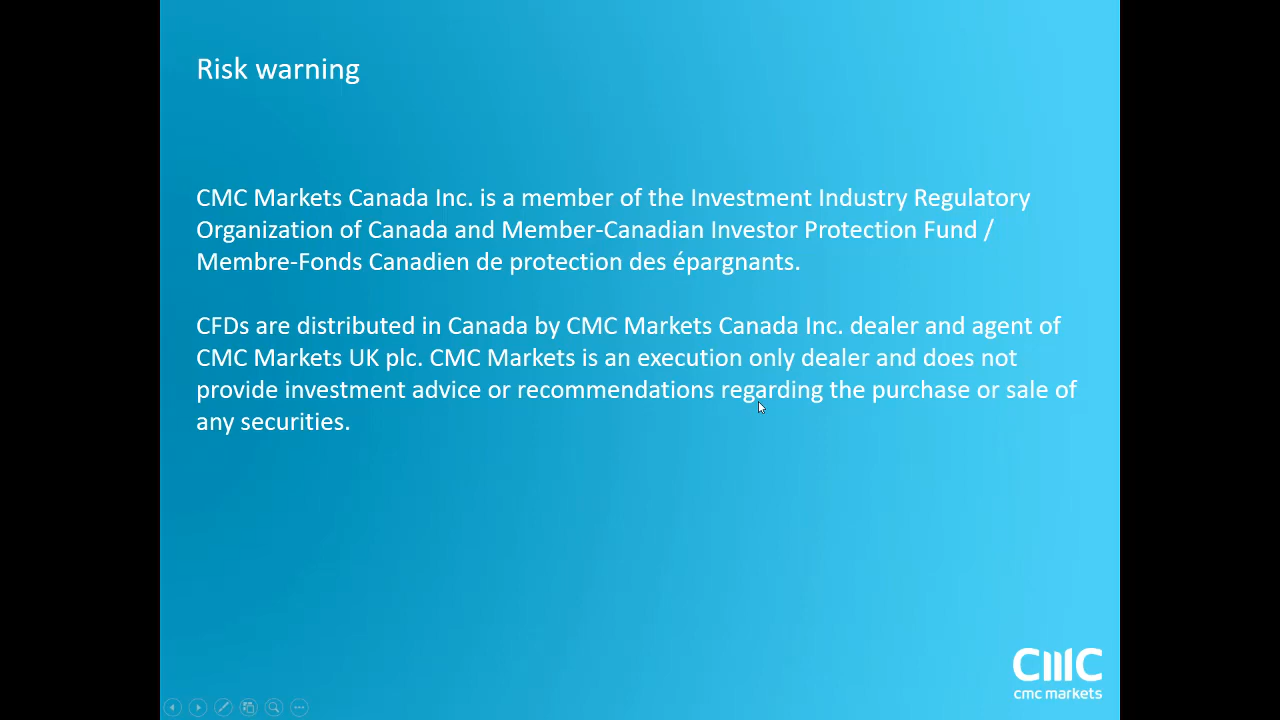 Risk warning
CMC Markets Canada Inc. is a member of the Investment Industry Regulatory
Organization of Canada and Member-Canadian Investor Protection Fund /
Membre-Fonds Canadien de protection des épargnants.
CFDs are distributed in Canada by CMC Markets Canada Inc. dealer and agent of
CMC Markets UK plc. CMC Markets is an execution only dealer and does not
provide investment advice or recommendations regarding the purchase or sale of
any securities.
CMC
cmc markets